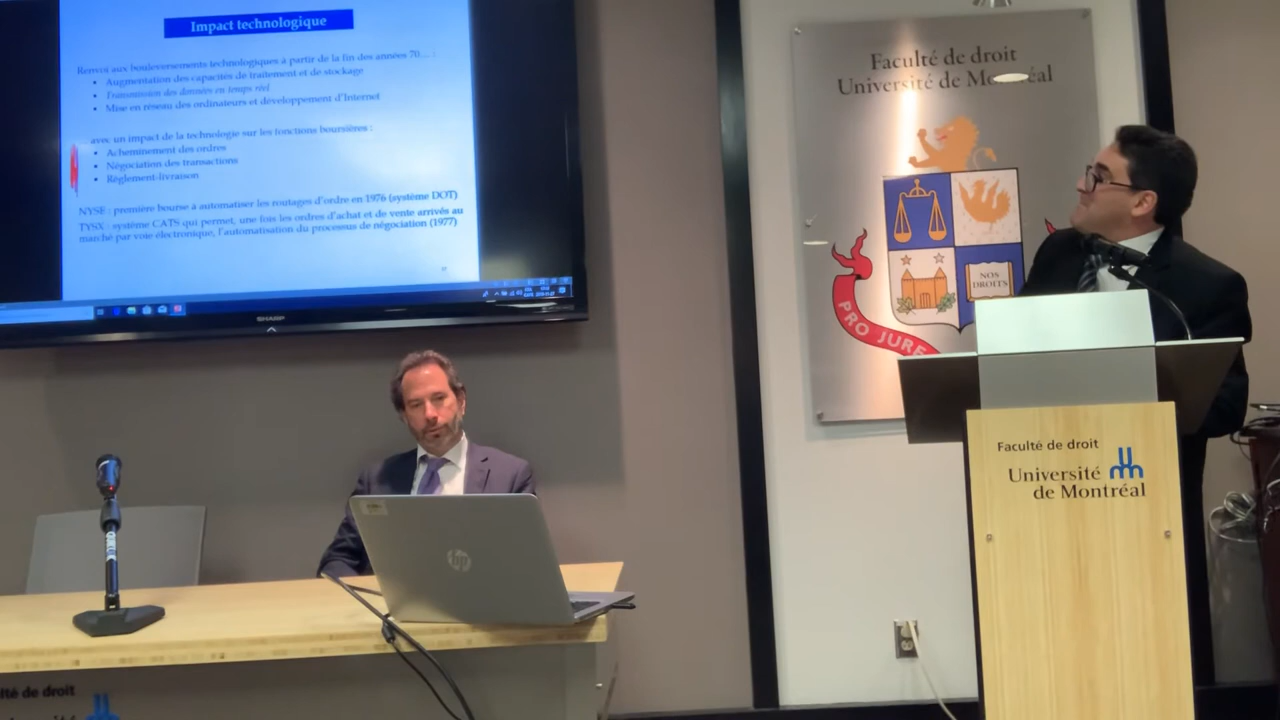 Impact technologique
Renvoi aux bouleversements technologiques à partir de la fin des années 70… :
• Augmentation des capacités de traitement et de stockage
• Transmission des données en temps réel
• Mise en réseau des ordinateurs et développement d'Internet
… avec un impact de la technologie sur les fonctions boursières :
• Acheminement des ordres
• Négociation des transactions
• Règlement-livraison
NYSE : première bourse à automatiser les routages d'ordre en 1976 (système DOT)
TYSX : système CATS qui permet, une fois les ordres d'achat et de vente arrivés au
marché par voie électronique, l'automatisation du processus de négociation (1977)
SHARP
Faculté de droit
Université de Montréal
NOS
DROITS
PRO JURE
Faculté de droit
Université
de Montréal
hp
lté de droit